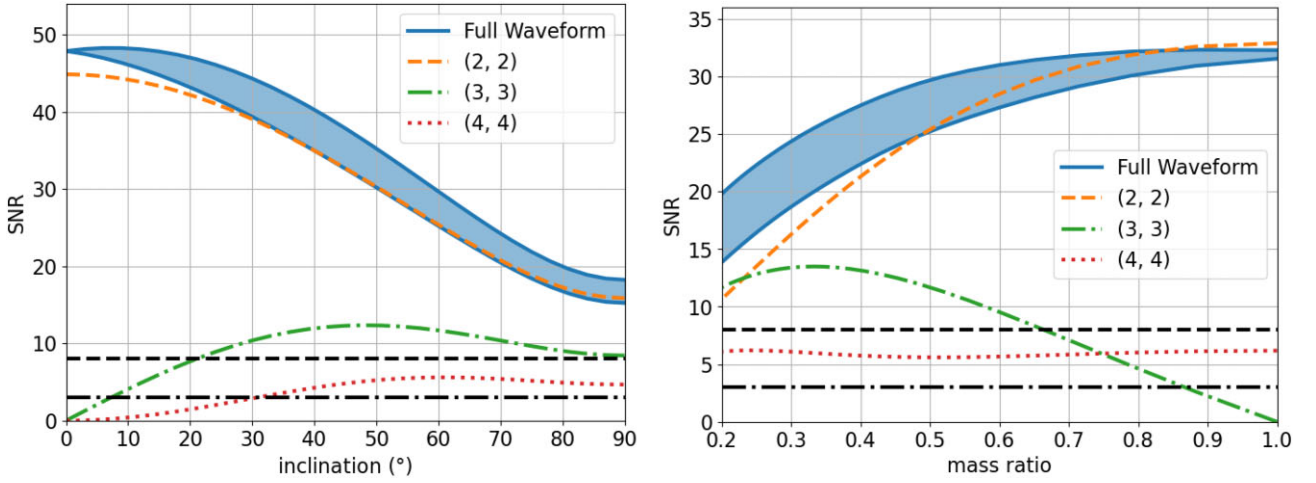 50
40
30
20
10
0
SNR
0 10 20 30 40 50 60 70 80 90
inclination (°)
Full Waveform
(2, 2)
(3, 3)
(4, 4)
35
30
25
20
15
10
5
0
SNR
0.2 0.3 0.4 0.5 0.6 0.7 0.8 0.9 1.0
mass ratio
Full Waveform
(2, 2)
(3, 3)
(4, 4)